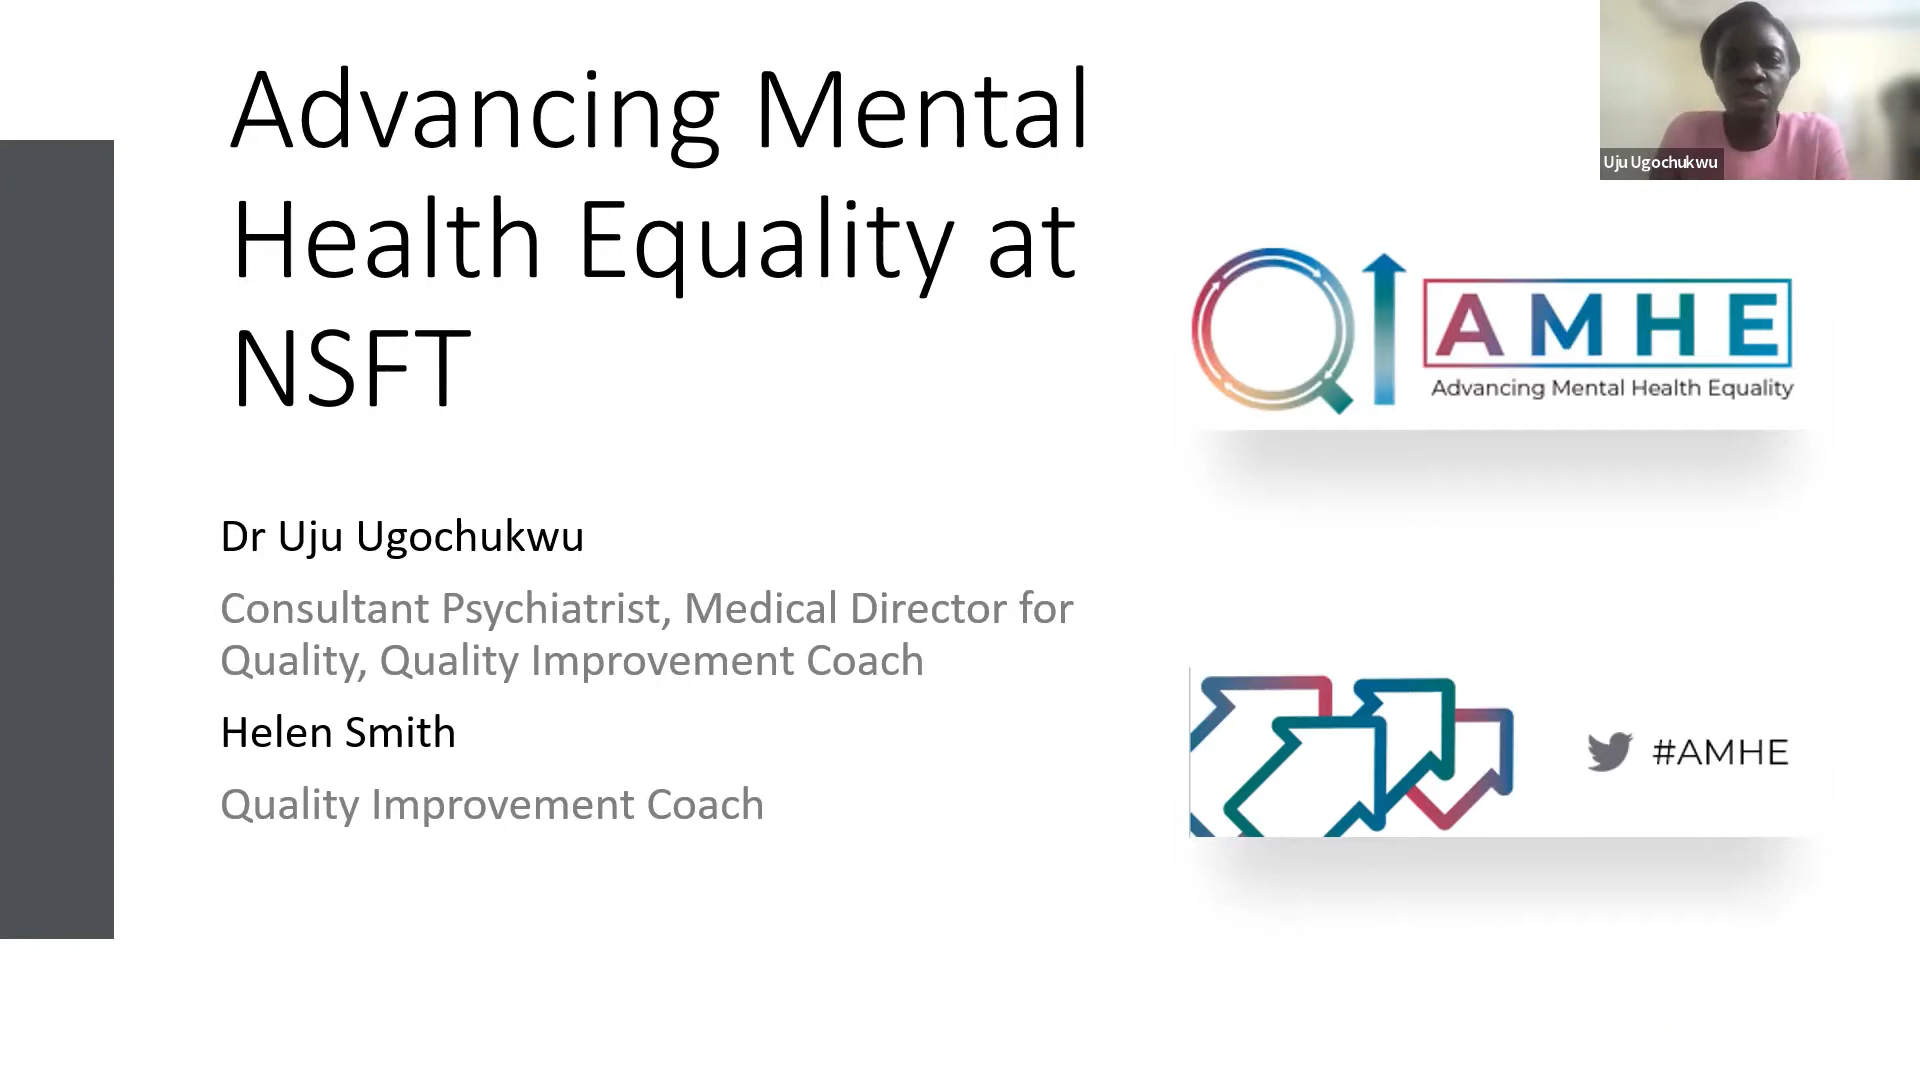 Advancing Mental
Health Equality at
NSFT
Uju Ugochukwu
QI AMHE
Advancing Mental Health Equality
Dr Uju Ugochukwu
Consultant Psychiatrist, Medical Director for
Quality, Quality Improvement Coach
Helen Smith
Quality Improvement Coach
#AMHE